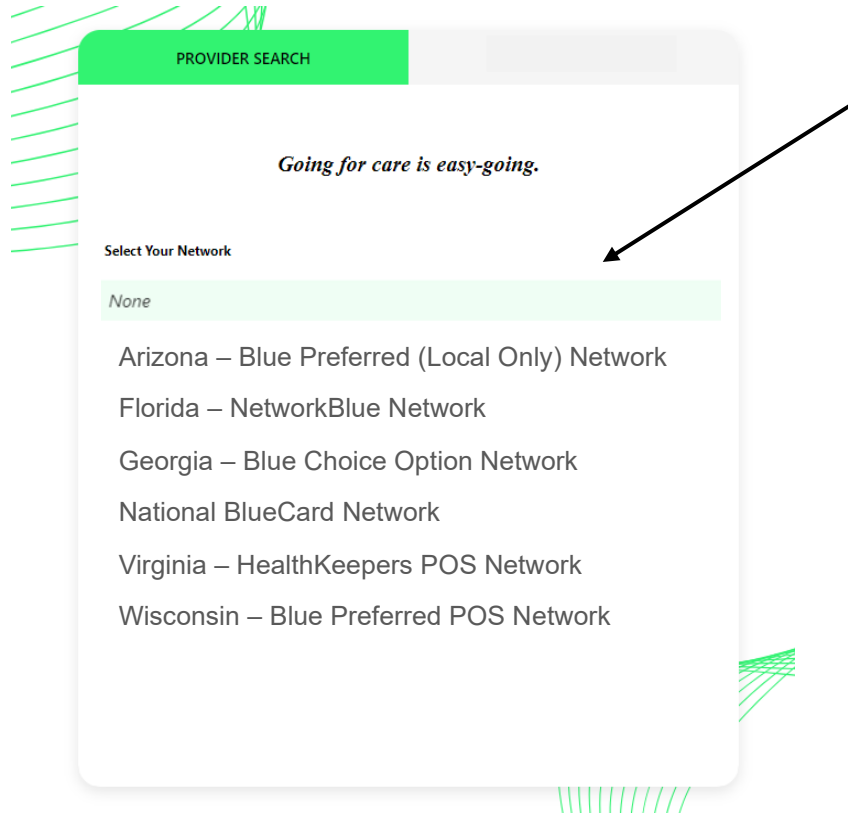 PROVIDER SEARCH
Going for care is easy-going.
Select Your Network
None
Arizona – Blue Preferred (Local Only) Network
Florida – NetworkBlue Network
Georgia – Blue Choice Option Network
National BlueCard Network
Virginia – HealthKeepers POS Network
Wisconsin – Blue Preferred POS Network